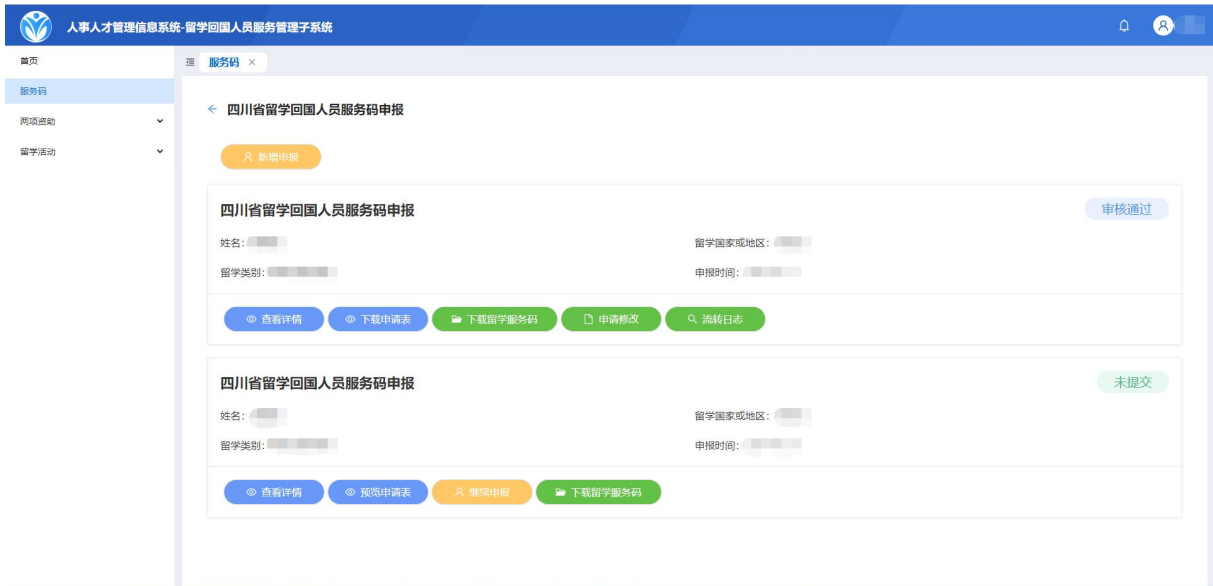 人事人才管理信息系统-留学回国人员服务管理子系统
首页
服务码 ×
服务码
两项资助
留学活动
四川省留学回国人员服务码申报
新增申报
四川省留学回国人员服务码申报
审核通过
姓名:
留学国家或地区:
留学类别:
申报时间:
查看详情 下载申请表 下载留学服务码 申请修改 流转日志
四川省留学回国人员服务码申报
未提交
姓名:
留学国家或地区:
留学类别:
申报时间:
查看详情 预览申请表 继续申报 下载留学服务码